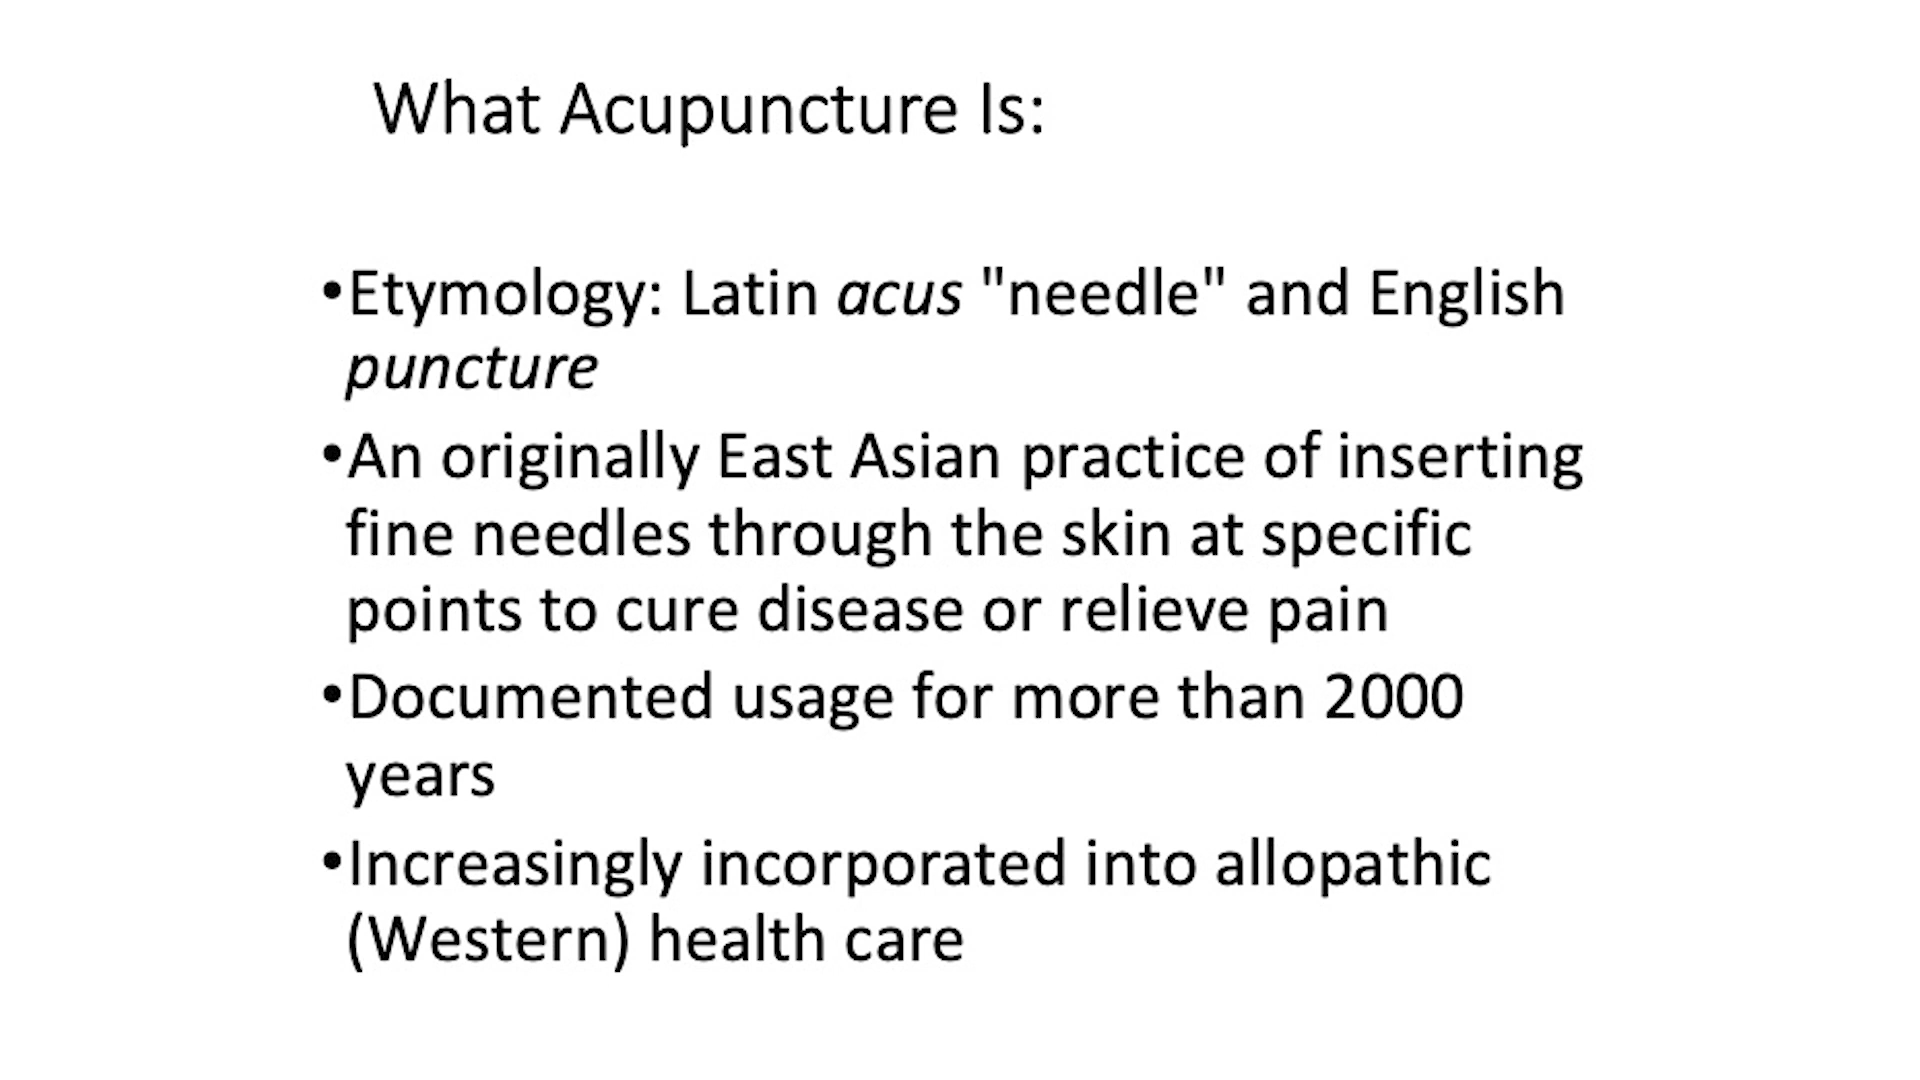 What Acupuncture Is:
•Etymology: Latin acus "needle" and English
puncture
•An originally East Asian practice of inserting
fine needles through the skin at specific
points to cure disease or relieve pain
•Documented usage for more than 2000
years
•Increasingly incorporated into allopathic
(Western) health care